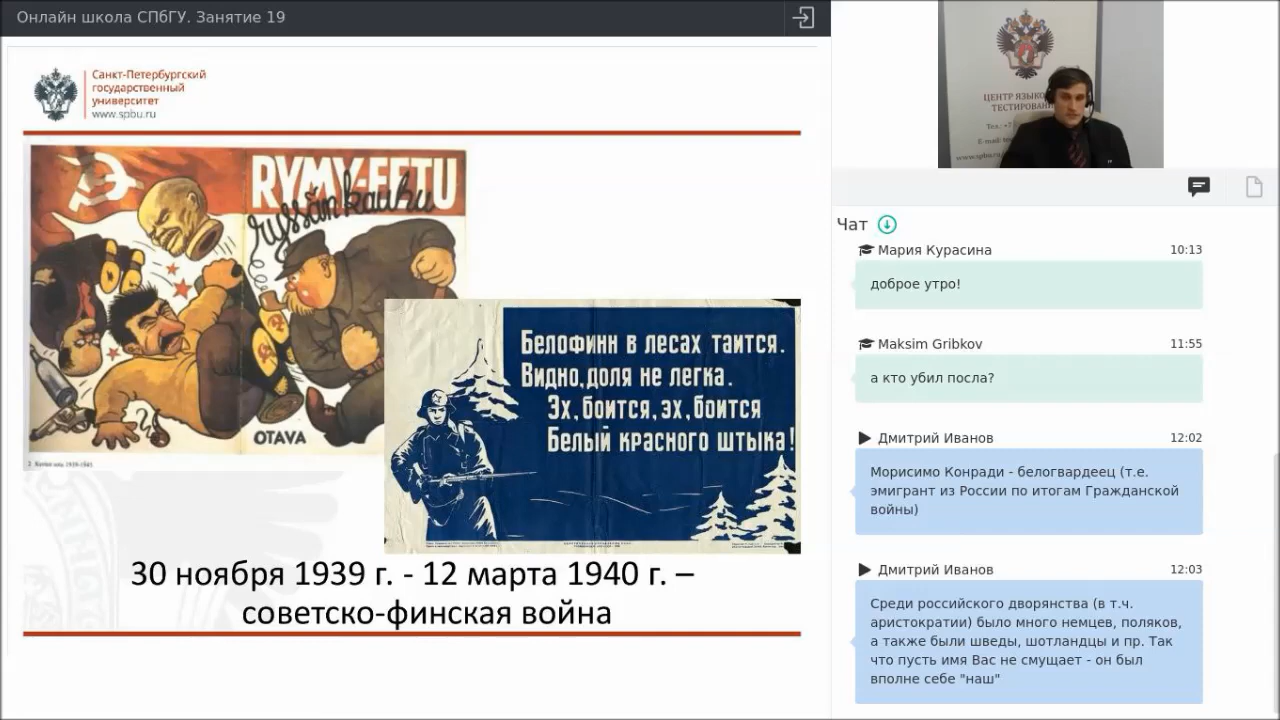 Онлайн школа СПбГУ. Занятие 19
Санкт-Петербургский
государственный
университет
www.spbu.ru
RYMY-EETU
ryssän kauhu
OTAVA
Белофинн в лесах таится.
Видно, доля не легка.
Эх, боится, эх, боится
Белый красного штыка!
30 ноября 1939 г. - 12 марта 1940 г. –
советско-финская война
ЦЕНТР ЯЗЫКО
ТЕСТИРОВАНИ
Чат
Мария Курасина 10:13
доброе утро!
Maksim Gribkov 11:55
а кто убил посла?
Дмитрий Иванов 12:02
Морисимо Конради - белогвардеец (т.е.
эмигрант из России по итогам Гражданской
войны)
Дмитрий Иванов 12:03
Среди российского дворянства (в т.ч.
аристократии) было много немцев, поляков,
а также были шведы, шотландцы и пр. Так
что пусть имя Вас не смущает - он был
вполне себе "наш"